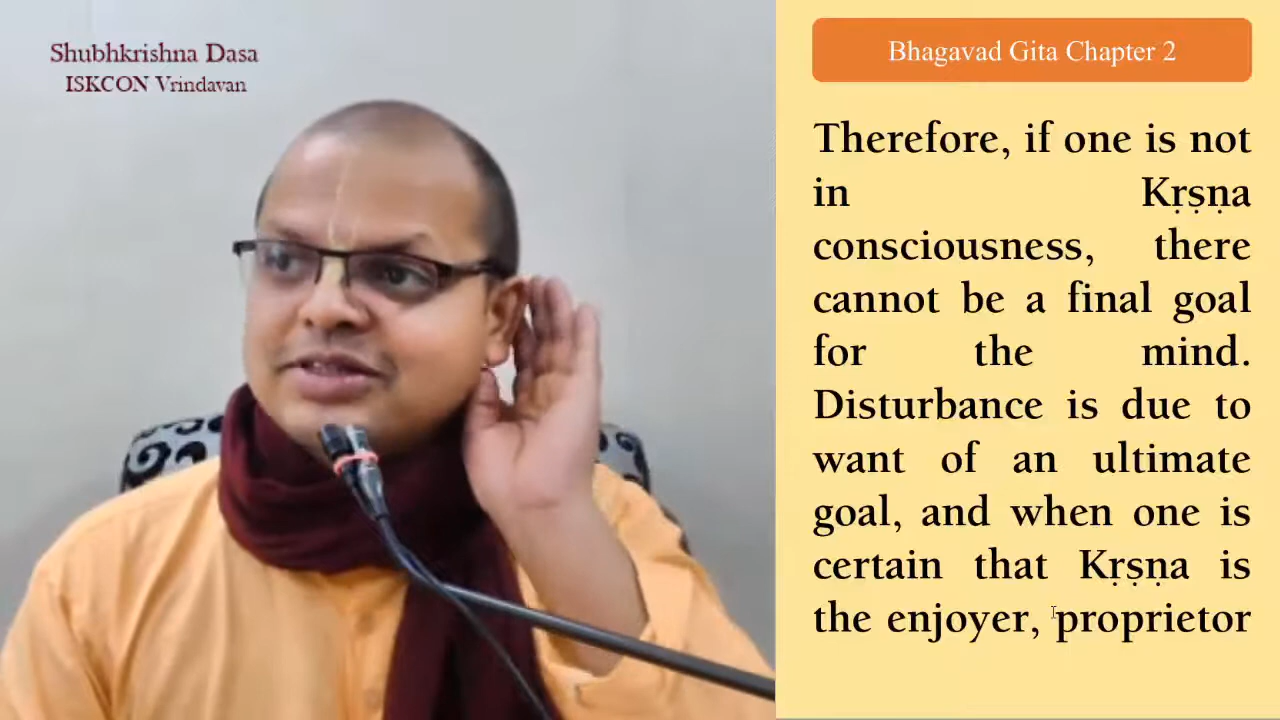 Shubhkrishna Dasa
ISKCON Vrindavan
Bhagavad Gita Chapter 2
Therefore, if one is not
in Kṛṣṇa
consciousness, there
cannot be a final goal
for the mind.
Disturbance is due to
want of an ultimate
goal, and when one is
certain that Kṛṣṇa is
the enjoyer, proprietor